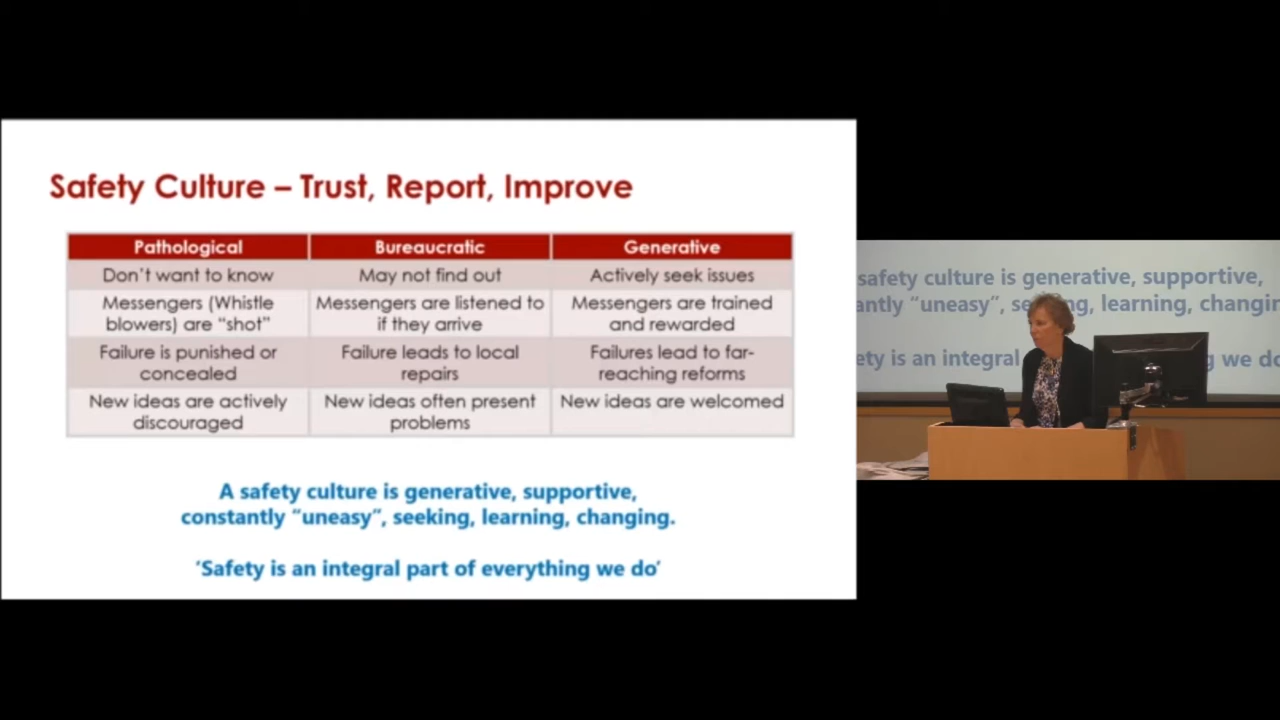 Safety Culture – Trust, Report, Improve
Pathological
Bureaucratic
Generative
Don't want to know
May not find out
Actively seek issues
Messengers (Whistle
blowers) are “shot”
Messengers are listened to
if they arrive
Messengers are trained
and rewarded
Failure is punished or
concealed
Failure leads to local
repairs
Failures lead to far-
reaching reforms
New ideas are actively
discouraged
New ideas often present
problems
New ideas are welcomed
A safety culture is generative, supportive,
constantly “uneasy”, seeking, learning, changing.
‘Safety is an integral part of everything we do’
safety culture is generative, supportive,
“uneasy”, learning,
is an integral we do